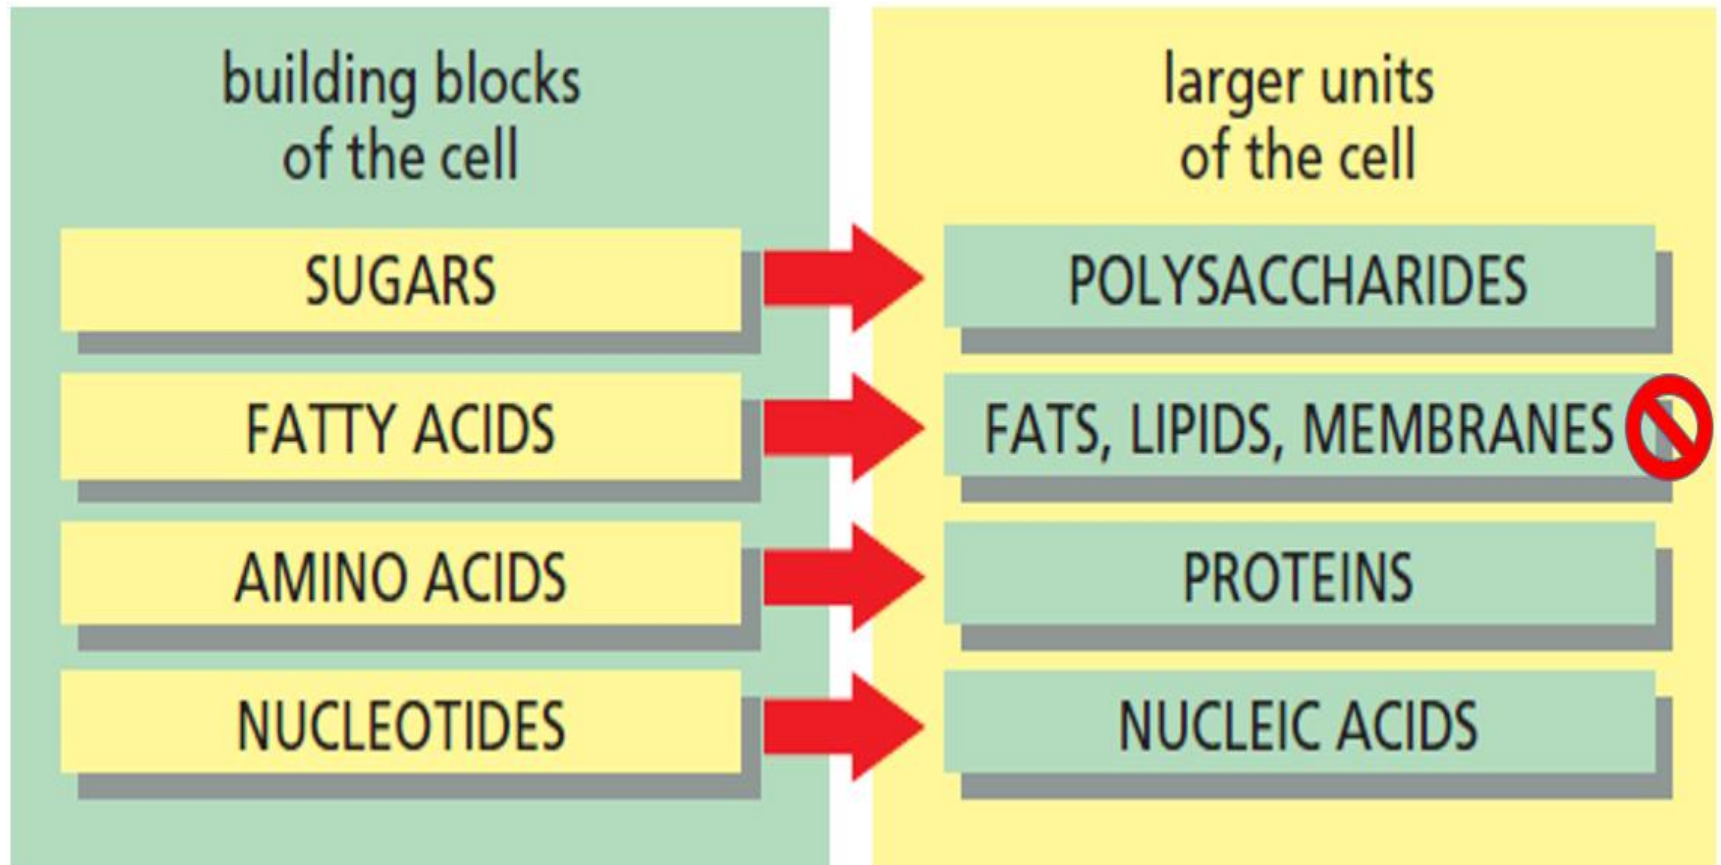 building blocks
of the cell
SUGARS
FATTY ACIDS
AMINO ACIDS
NUCLEOTIDES
larger units
of the cell
POLYSACCHARIDES
FATS, LIPIDS, MEMBRANES
PROTEINS
NUCLEIC ACIDS